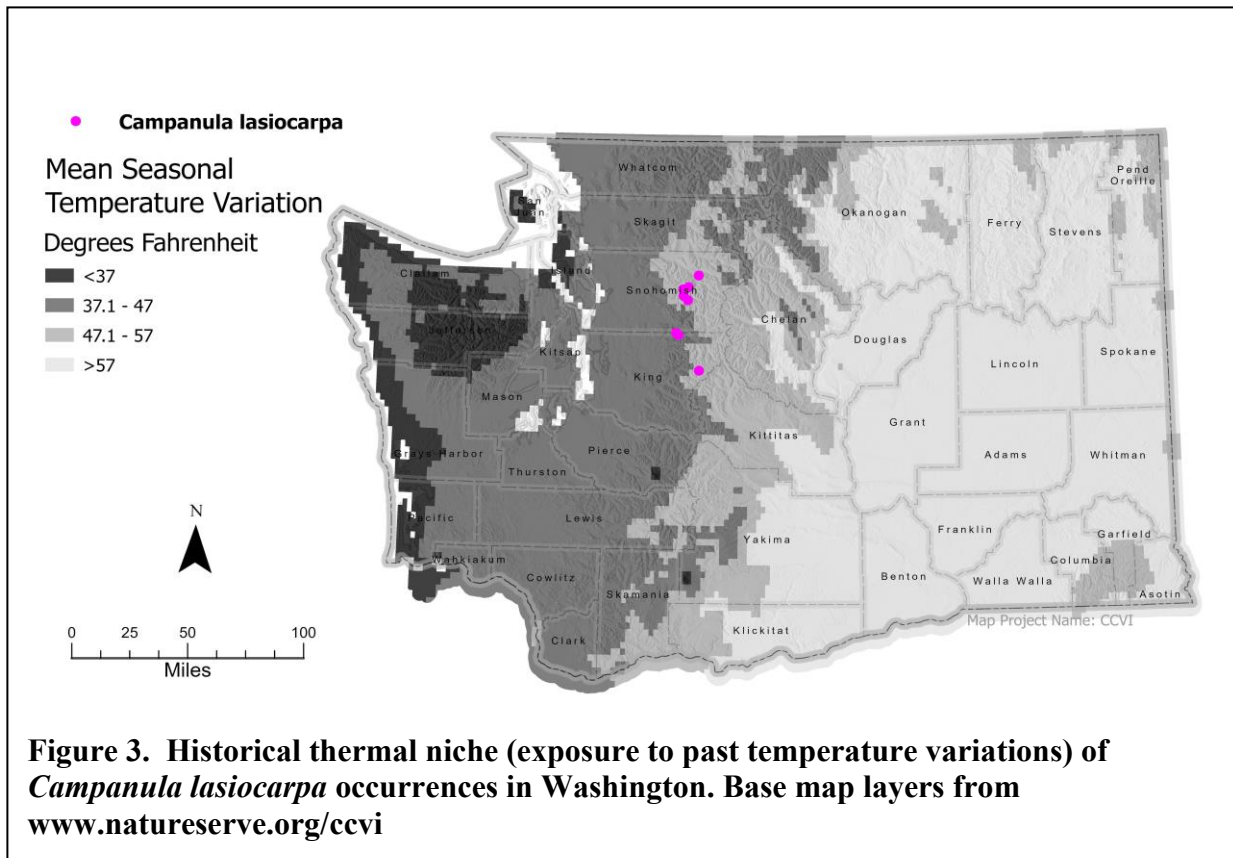 Campanula lasiocarpa
Mean Seasonal
Temperature Variation
Degrees Fahrenheit
<37
37.1 - 47
47.1 - 57
>57
Whatcom
San
Juan
Skagit
Okanogan
Ferry
Stevens
Pend
Oreille
Island
Clallam
Snohomish
Chelan
Jefferson
Douglas
Kitsap
Lincoln
Spokane
King
Mason
Grant
Kittitas
Grays Harbor
Pierce
Adams
Whitman
Thurston
Pacific
Lewis
Yakima
Franklin
Garfield
Wahkiakum
Columbia
Cowlitz
Benton
Walla Walla
Skamania
Asotin
Klickitat
Clark
Map Project Name: CCVI
N
0 25 50 100
Miles
Figure 3. Historical thermal niche (exposure to past temperature variations) of
Campanula lasiocarpa occurrences in Washington. Base map layers from
www.natureserve.org/ccvi